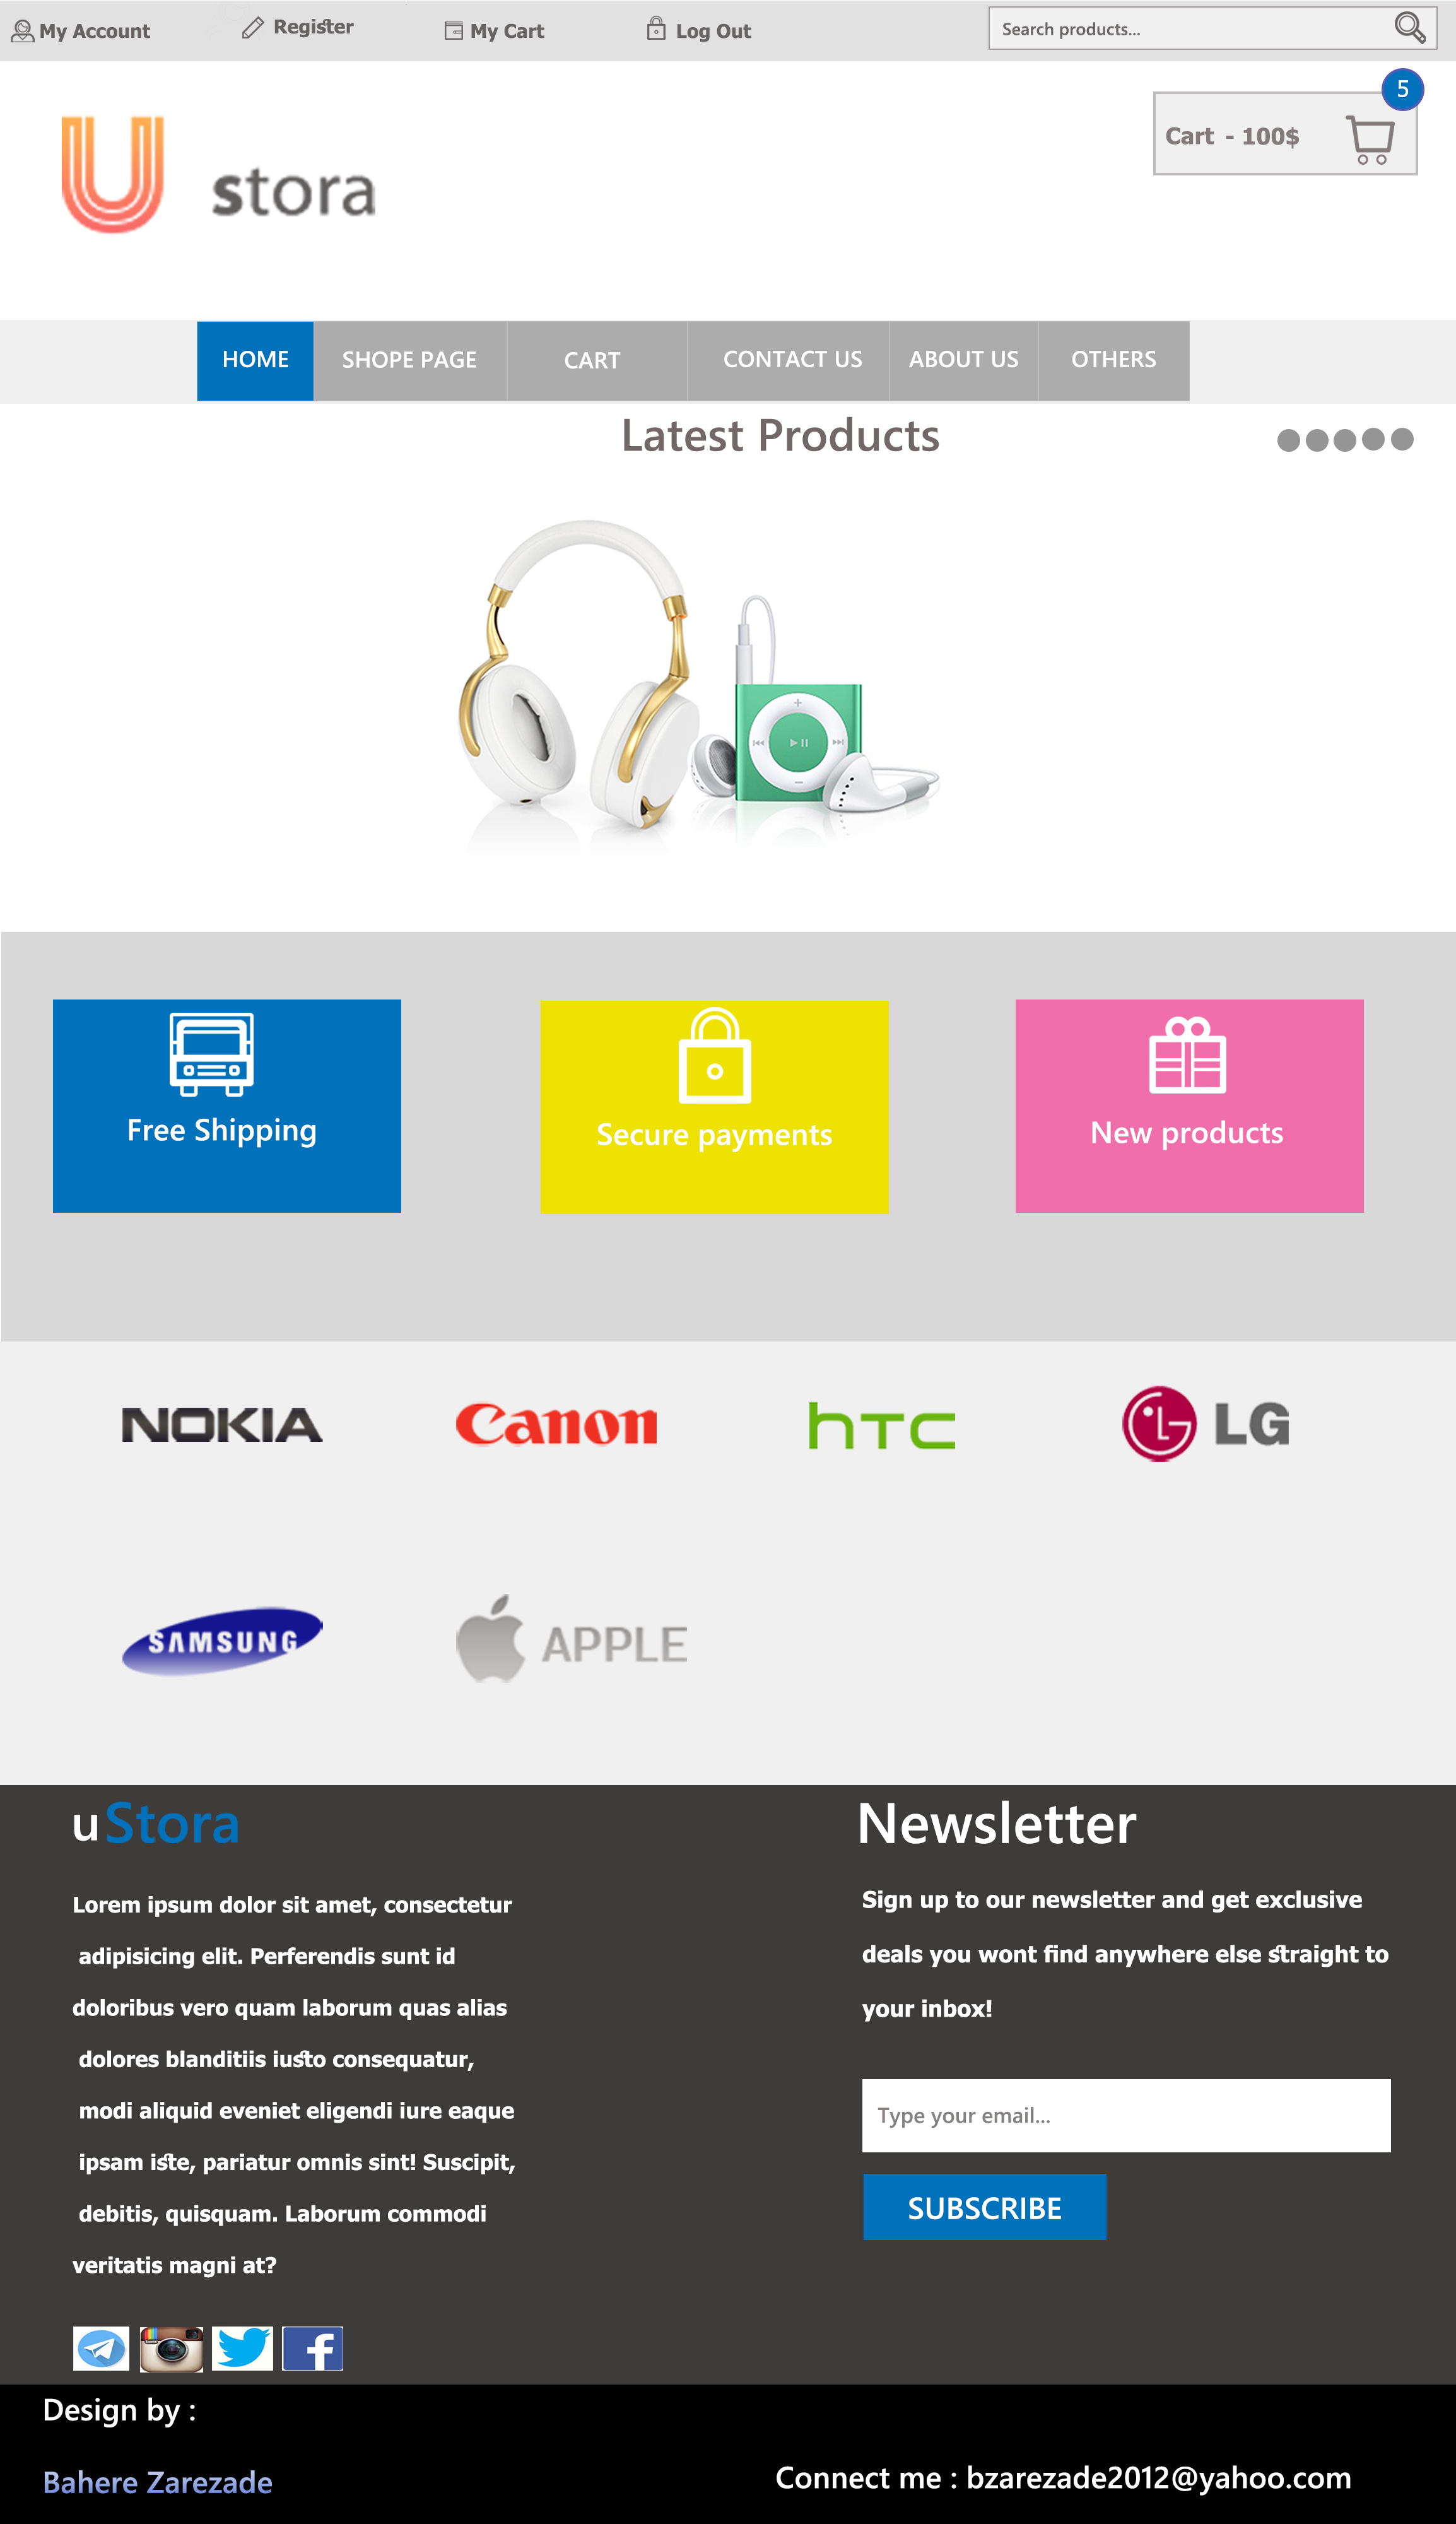 My Account
Register
My Cart
Log Out
Search products...
5
Cart - 100$
U stora
HOME
SHOPE PAGE
CART
CONTACT US
ABOUT US
OTHERS
Latest Products
Free Shipping
Secure payments
New products
NOKIA
Canon
hTC
LG
SAMSUNG
APPLE
uStora
Lorem ipsum dolor sit amet, consectetur
adipisicing elit. Perferendis sunt id
doloribus vero quam laborum quas alias
dolores blanditiis iusto consequatur,
modi aliquid eveniet eligendi iure eaque
ipsam iste, pariatur omnis sint! Suscipit,
debitis, quisquam. Laborum commodi
veritatis magni at?
Newsletter
Sign up to our newsletter and get exclusive
deals you wont find anywhere else straight to
your inbox!
Type your email...
SUBSCRIBE
Design by :
Bahere Zarezade
Connect me : bzarezade2012@yahoo.com